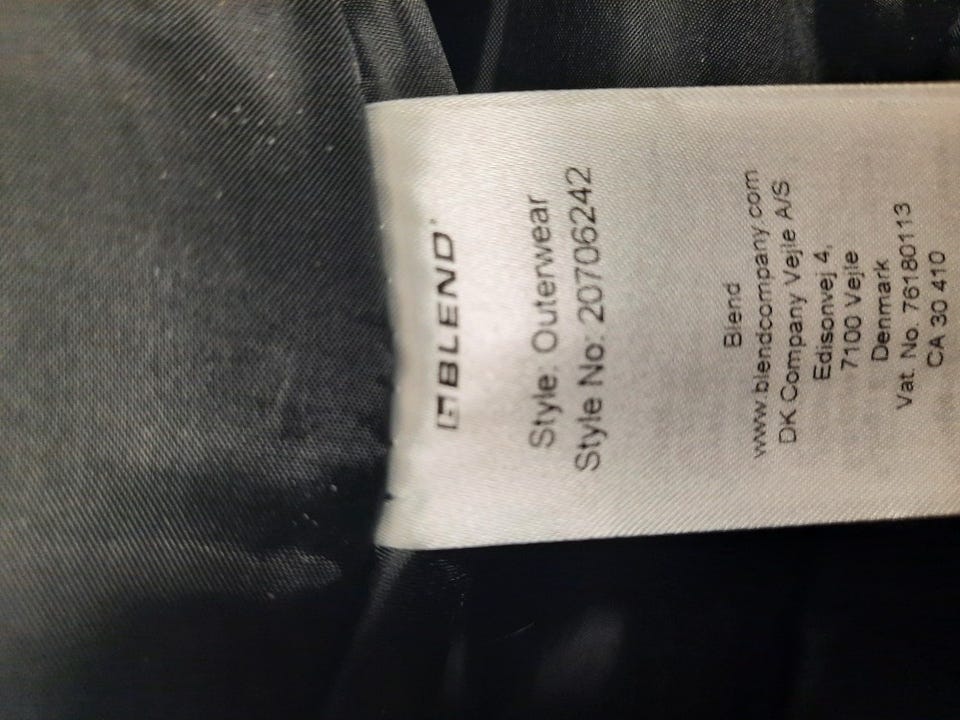 BLEND
Style: Outerwear
Style No: 20706242
Blend
www.blendcompany.com
DK Company Vejle A/S
Edisonvej 4,
7100 Vejle
Denmark
Vat. No. 76180113
CA 30 410